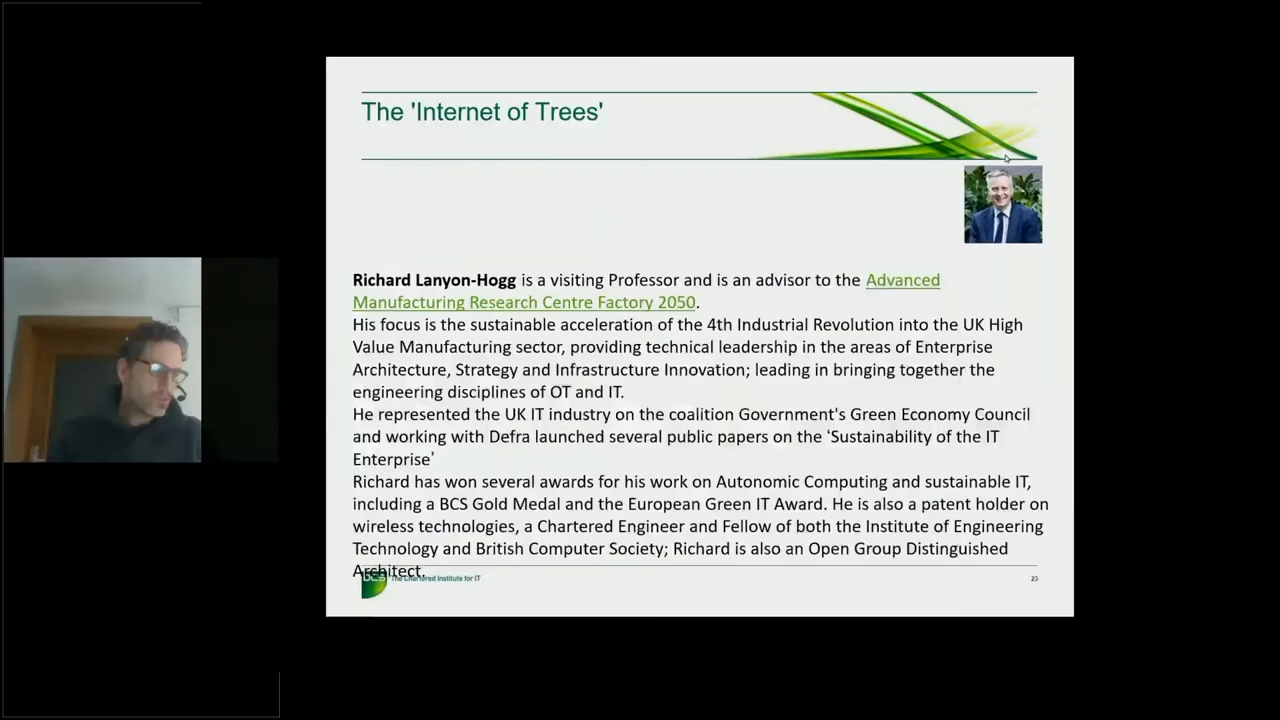 The 'Internet of Trees'
Richard Lanyon-Hogg is a visiting Professor and is an advisor to the Advanced
Manufacturing Research Centre Factory 2050.
His focus is the sustainable acceleration of the 4th Industrial Revolution into the UK High
Value Manufacturing sector, providing technical leadership in the areas of Enterprise
Architecture, Strategy and Infrastructure Innovation; leading in bringing together the
engineering disciplines of OT and IT.
He represented the UK IT industry on the coalition Government's Green Economy Council
and working with Defra launched several public papers on the ‘Sustainability of the IT
Enterprise’
Richard has won several awards for his work on Autonomic Computing and sustainable IT,
including a BCS Gold Medal and the European Green IT Award. He is also a patent holder on
wireless technologies, a Chartered Engineer and Fellow of both the Institute of Engineering
Technology and British Computer Society; Richard is also an Open Group Distinguished
Architect.
bcs The Chartered Institute for IT
23